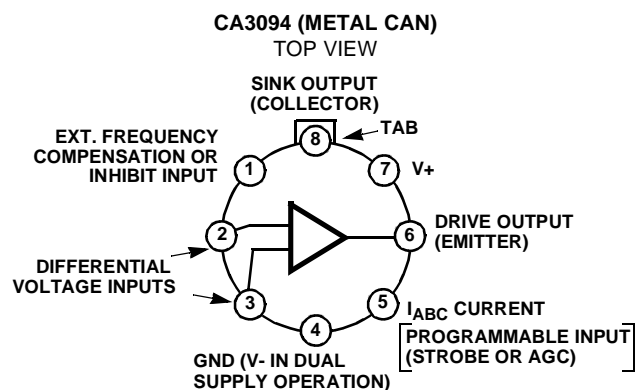 CA3094 (METAL CAN)
TOP VIEW
SINK OUTPUT
(COLLECTOR)
TAB
8
EXT. FREQUENCY
COMPENSATION OR
INHIBIT INPUT
1
7
V+
2
6
DRIVE OUTPUT
(EMITTER)
DIFFERENTIAL
VOLTAGE INPUTS
3
5
IABC CURRENT
PROGRAMMABLE INPUT
(STROBE OR AGC)
4
GND (V- IN DUAL
SUPPLY OPERATION)